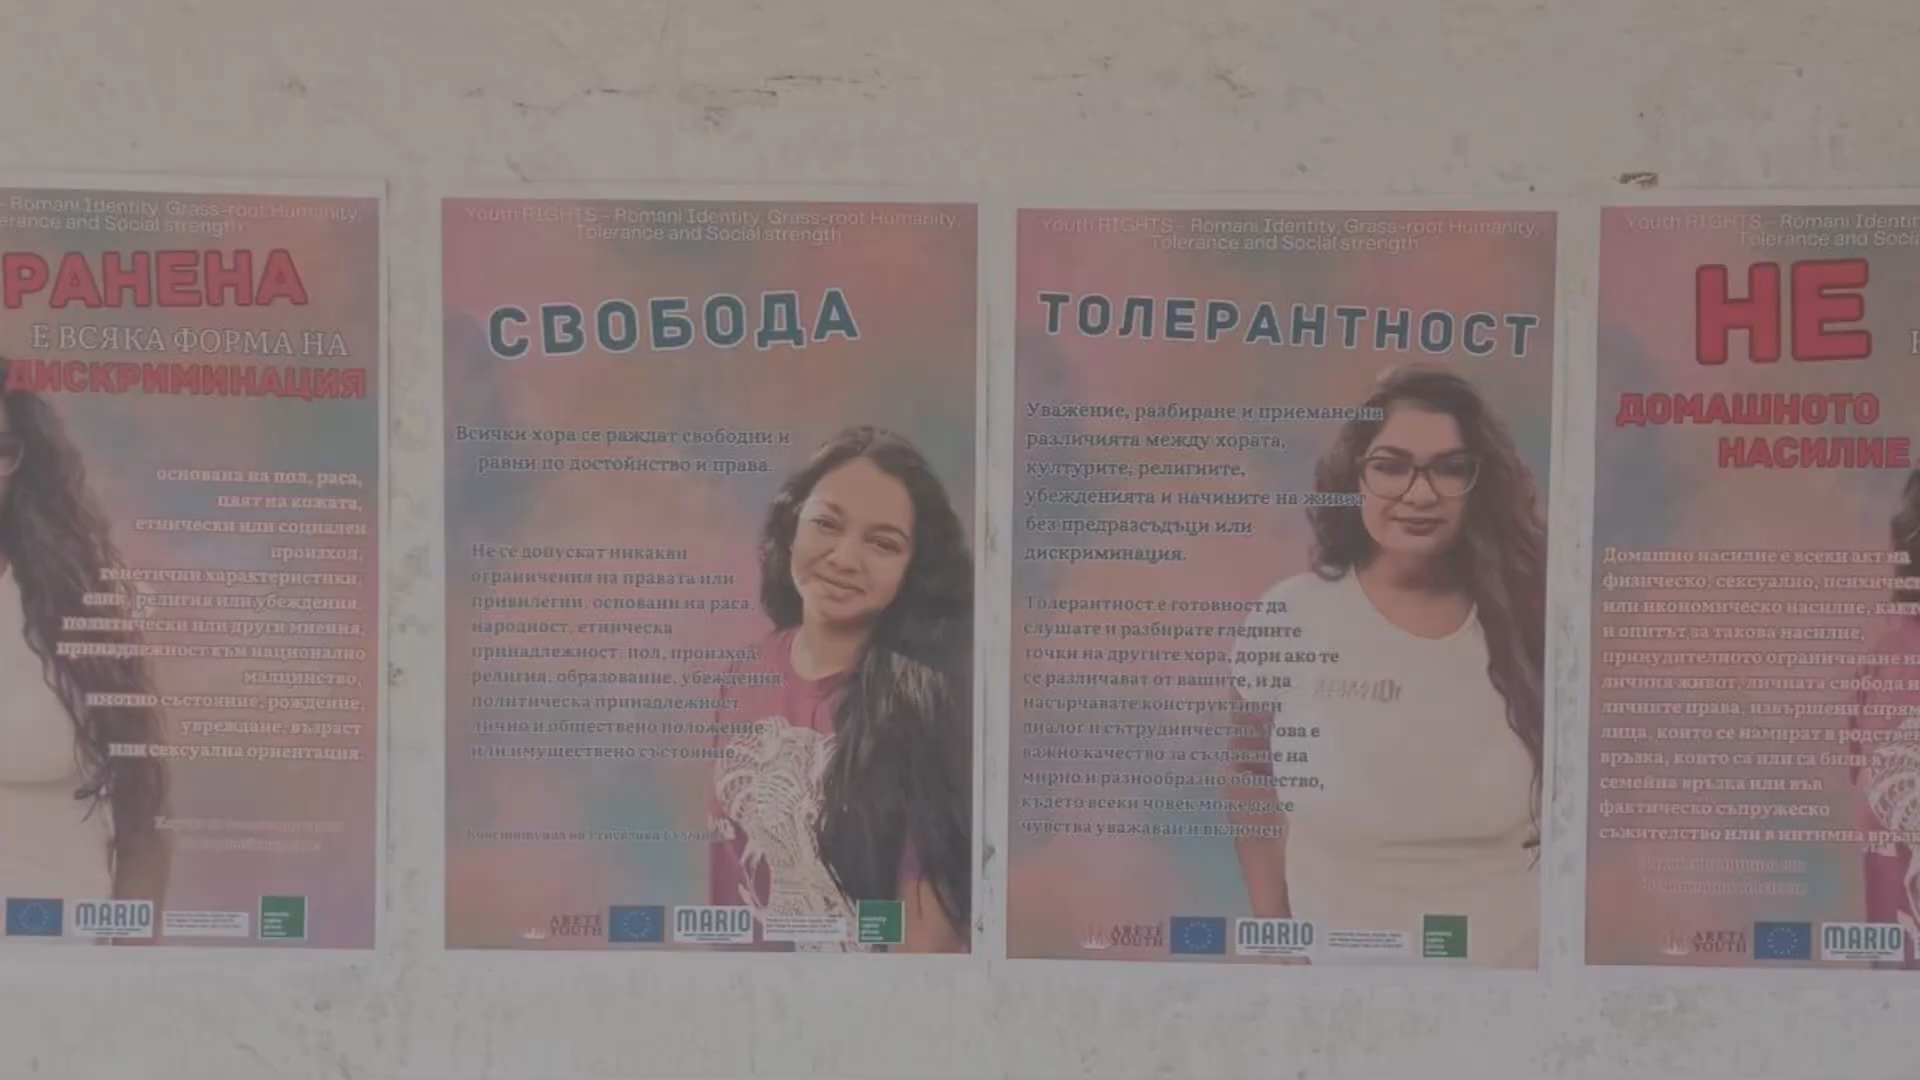 - Romani Identity, Grass-root Humanity,
erance and Social strength
РАНЕНА
Е ВСЯКА ФОРМА НА
ДИСКРИМИНАЦИЯ
основана на пол, раса,
цвят на кожата,
етнически или социален
произход,
генетични характеристики,
език, религия или убеждения,
политически или други мнения,
принадлежност към национално
малцинство,
имотно състояние, рождение,
увреждане, възраст
или сексуална ориентация.
MARIO
Youth RIGHTS - Romani Identity, Grass-root Humanity,
Tolerance and Social strength
СВОБОДА
Всички хора се раждат свободни и
равни по достойнство и права.
Не се допускат никакви
ограничения на правата или
привилегии, основани на раса,
народност, етническа
принадлежност, пол, произход,
религия, образование, убеждения,
политическа принадлежност
лично и обществено положение
или имуществено състояние.
ARETE
YOUTH
MARIO
Youth RIGHTS - Romani Identity, Grass-root Humanity,
Tolerance and Social strength
ТОЛЕРАНТНОСТ
Уважение, разбиране и приемане на
различията между хората,
културите, религиите,
убежденията и начините на живот
без предразсъдъци или
дискриминация.
Толерантност е готовност да
слушате и разбирате гледните
точки на другите хора, дори ако те
се различават от вашите, и да
насърчавате конструктивен
диалог и сътрудничество. Това е
важно качество за създаване на
мирно и разнообразно общество,
където всеки човек може да се
чувства уважаван и включен
ARETE
YOUTH
MARIO
Youth RIGHTS - Romani Identit
Tolerance and Socia
НЕ
ДОМАШНОТО
НАСИЛИЕ
Домашно насилие е всеки акт на
физическо, сексуално, психическ
или икономическо насилие, какт
и опитът за такова насилие,
принудителното ограничаване н
личния живот, личната свобода и
личните права, извършени спрям
лица, които се намират в родствен
връзка, които са или са били в
семейна връзка или във
фактическо съпружеско
съжителство или в интимна връзк
ARETE
YOUTH
MARIO